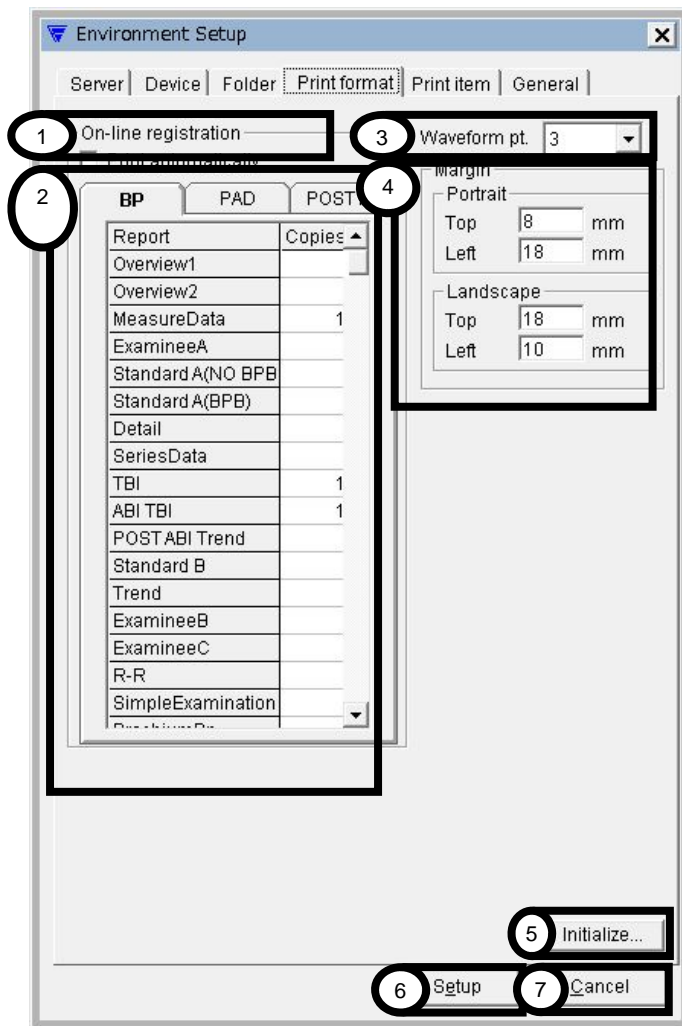 Environment Setup
Server Device Folder Print format Print item General
1 On-line registration
3 Waveform pt. 3
2 BP PAD POST
Report Copies
Overview1
Overview2
MeasureData 1
ExamineeA
Standard A(NO BPB
Standard A(BPB)
Detail
SeriesData
TBI 1
ABI TBI 1
POST ABI Trend
Standard B
Trend
ExamineeB
ExamineeC
R-R
SimpleExamination
4 Margin
Portrait
Top 8 mm
Left 18 mm
Landscape
Top 18 mm
Left 10 mm
5 Initialize...
6 Setup 7 Cancel